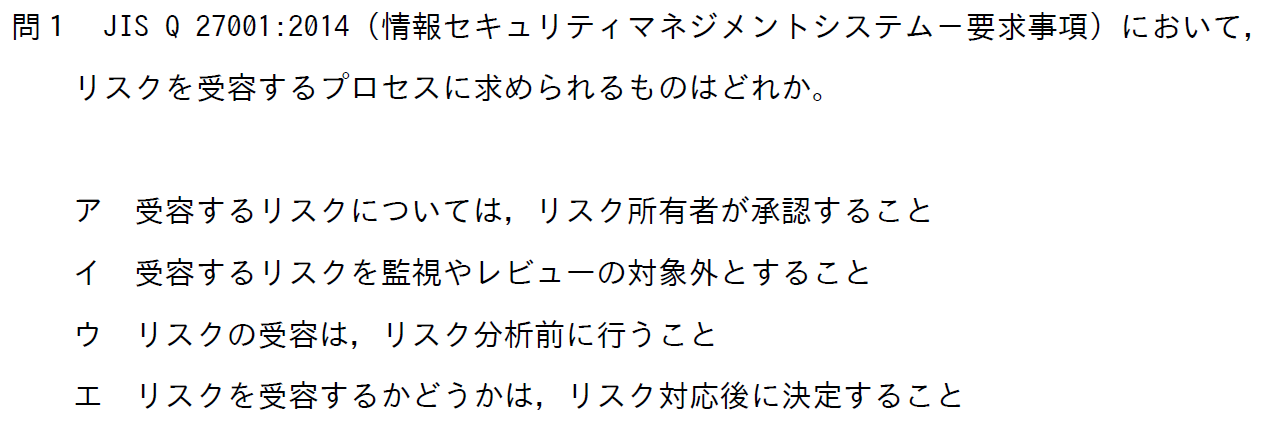 問1 JIS Q 27001:2014（情報セキュリティマネジメントシステム－要求事項）において，
リスクを受容するプロセスに求められるものはどれか。
ア 受容するリスクについては，リスク所有者が承認すること
イ 受容するリスクを監視やレビューの対象外とすること
ウ リスクの受容は，リスク分析前に行うこと
エ リスクを受容するかどうかは，リスク対応後に決定すること